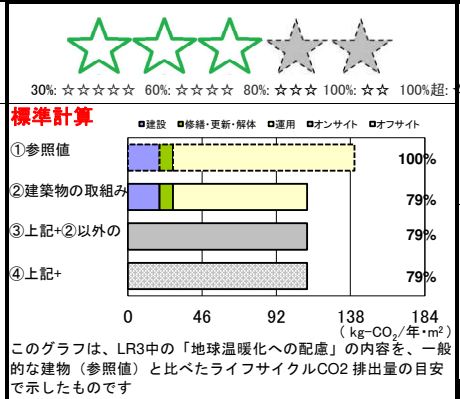 30%: ☆☆☆☆☆ 60%: ☆☆☆☆ 80%: ☆☆☆ 100%: ☆☆ 100%超:
標準計算
■建設 ■修繕・更新・解体 □運用 ■オンサイト □オフサイト
①参照値 100%
②建築物の取組み 79%
③上記+②以外の 79%
④上記+ 79%
0 46 92 138 184
( kg-CO₂/年・㎡ )
このグラフは、LR3中の「地球温暖化への配慮」の内容を、一般
的な建物（参照値）と比べたライフサイクルCO2 排出量の目安
で示したものです